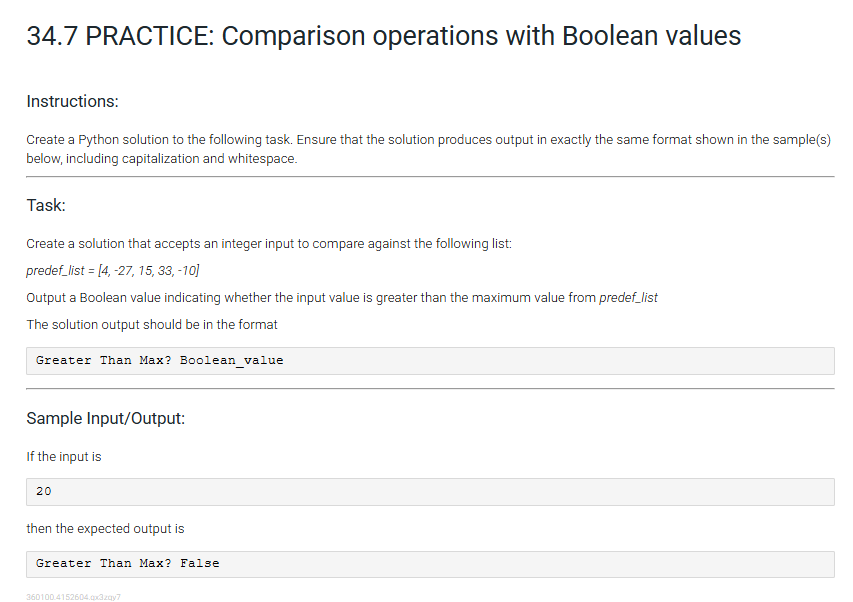 34.7 PRACTICE: Comparison operations with Boolean values
Instructions:
Create a Python solution to the following task. Ensure that the solution produces output in exactly the same format shown in the sample(s)
below, including capitalization and whitespace.
Task:
Create a solution that accepts an integer input to compare against the following list:
predef_list = [4, -27, 15, 33, -10]
Output a Boolean value indicating whether the input value is greater than the maximum value from predef_list
The solution output should be in the format
Greater Than Max? Boolean_value
Sample Input/Output:
If the input is
20
then the expected output is
Greater Than Max? False
360100.4152604.qx3zqy7